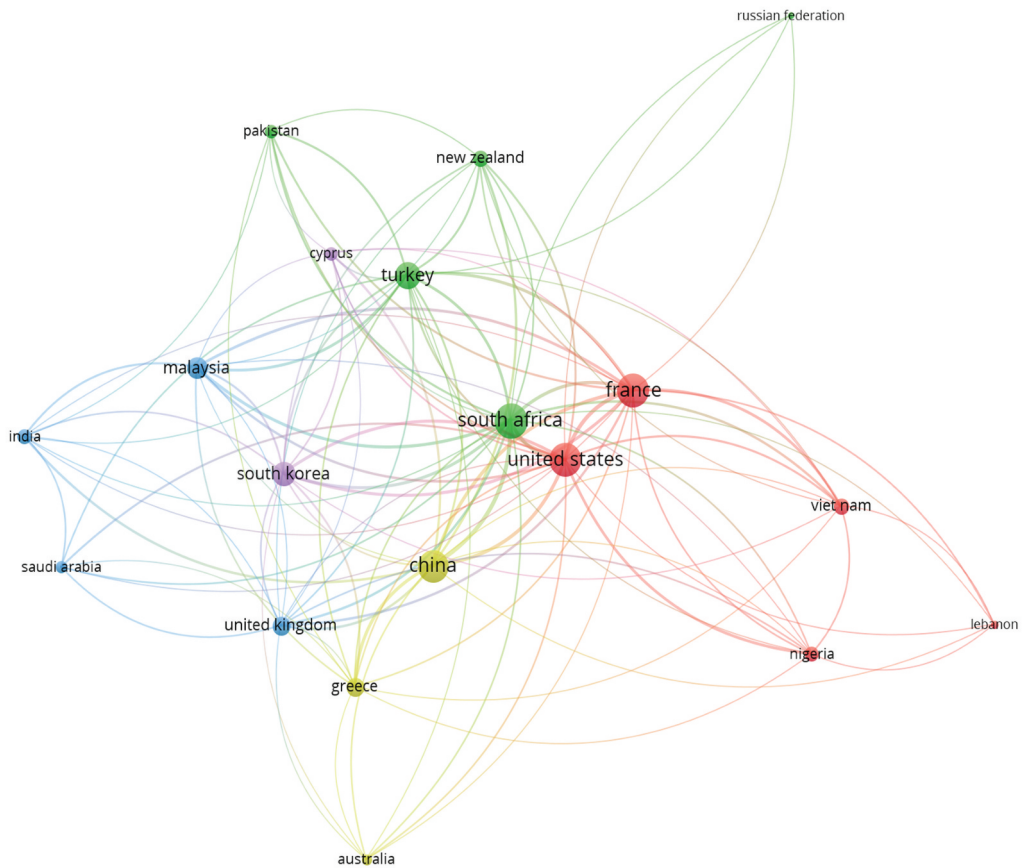 russian federation
pakistan
new zealand
cyprus
turkey
malaysia
france
south africa
india
united states
south korea
viet nam
china
saudi arabia
united kingdom
lebanon
nigeria
greece
australia